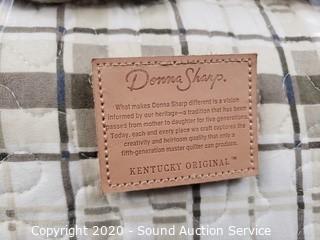 Donna Sharp.
What makes Donna Sharp different is a vision
informed by our heritage—a tradition that has been
passed from mother to daughter for five generations.
Today, each and every place we craft captures the
creativity and heirloom quality that only a
fifth-generation master quilter can produce.
KENTUCKY ORIGINAL™
Copyright 2020 - Sound Auction Service